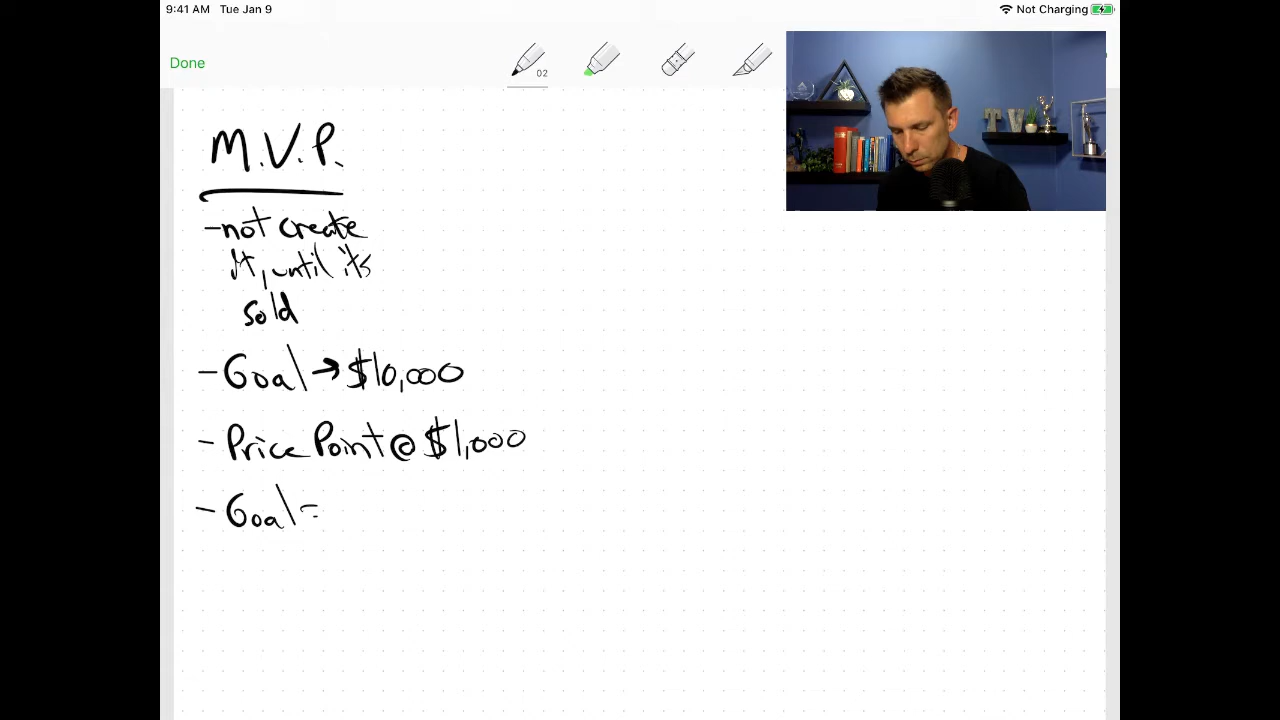 9:41 AM Tue Jan 9
Not Charging
Done
02
TV
M.V.P.
-not create
it, until its
sold
- Goal → $10,000
- Price Point @ $1,000
- Goal =